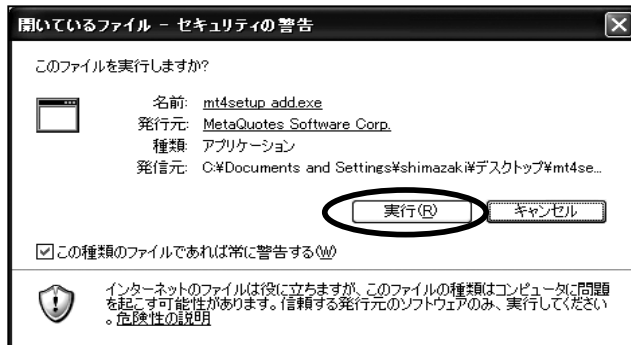 開いているファイル - セキュリティの警告
このファイルを実行しますか?
名前: mt4setup add.exe
発行元: MetaQuotes Software Corp.
種類: アプリケーション
発信元: C:¥Documents and Settings¥shimazaki¥デスクトップ¥mt4se...
実行(R) キャンセル
この種類のファイルであれば常に警告する(W)
インターネットのファイルは役に立ちますが、このファイルの種類はコンピュータに問題
を起こす可能性があります。信頼する発行元のソフトウェアのみ、実行してください
。危険性の説明